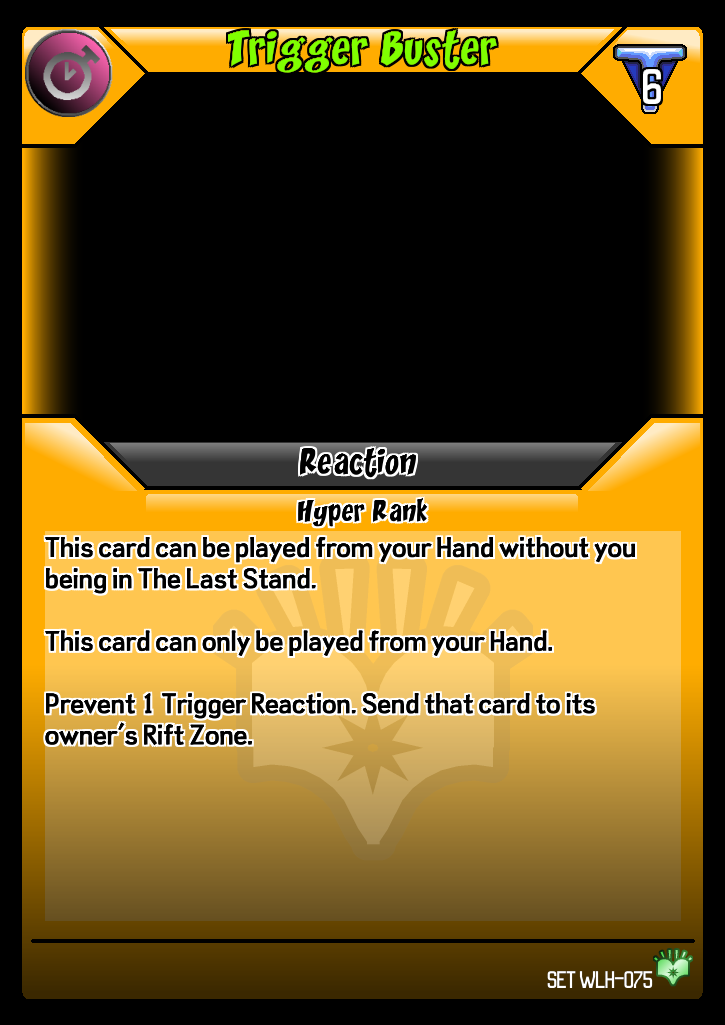 Trigger Buster
6
Reaction
Hyper Rank
This card can be played from your Hand without you
being in The Last Stand.
This card can only be played from your Hand.
Prevent 1 Trigger Reaction. Send that card to its
owner's Rift Zone.
SET WLH-075